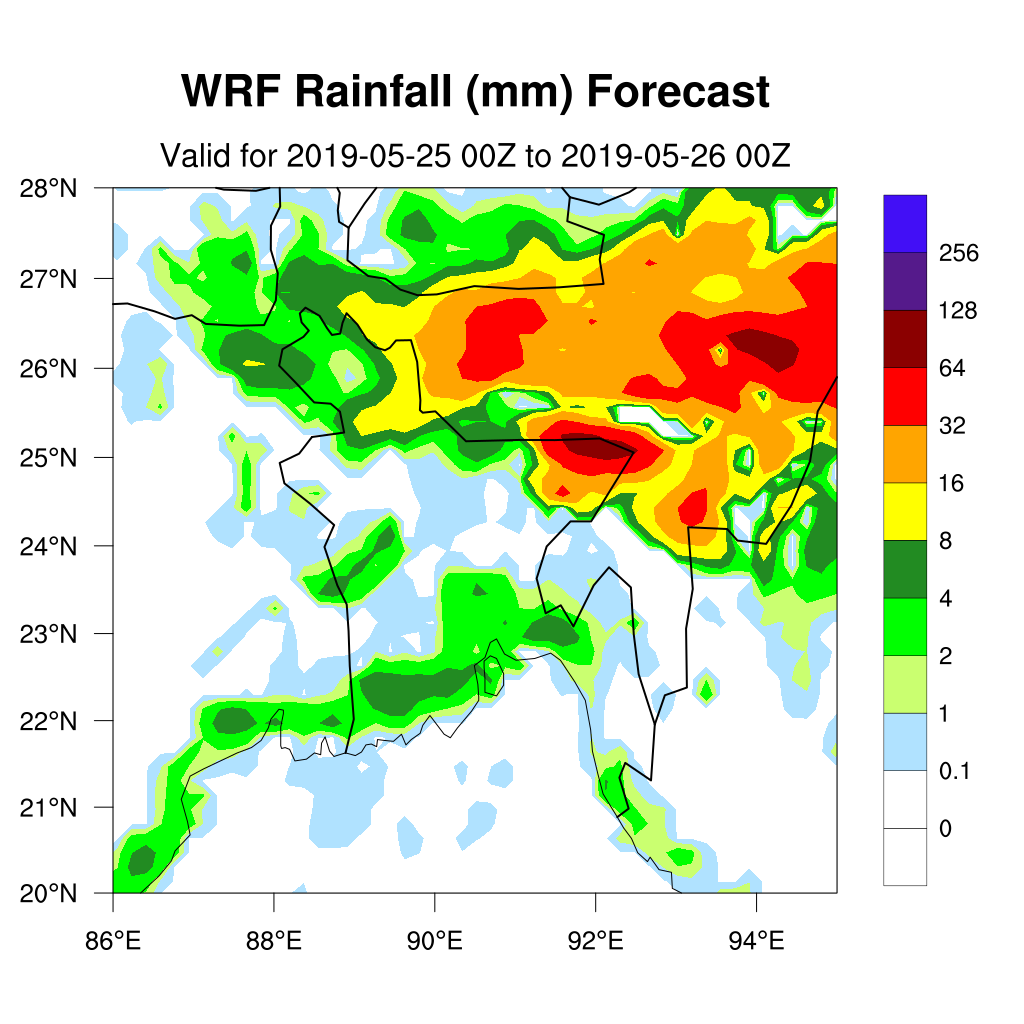 WRF Rainfall (mm) Forecast
Valid for 2019-05-25 00Z to 2019-05-26 00Z
28°N
27°N
26°N
25°N
24°N
23°N
22°N
21°N
20°N
86°E 88°E 90°E 92°E 94°E
256
128
64
32
16
8
4
2
1
0.1
0